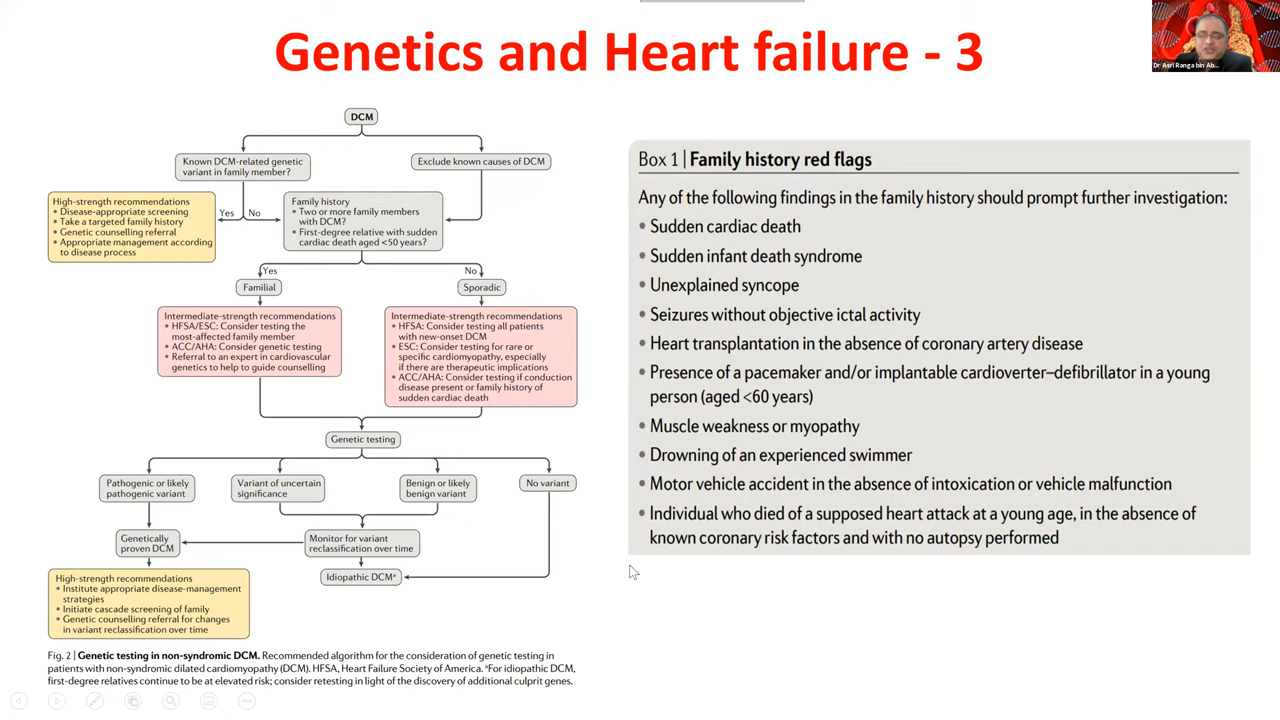 Genetics and Heart failure - 3
Dr. Asri Ranga bin Ab...
DCM
Known DCM-related genetic
variant in family member?
Exclude known causes of DCM
High-strength recommendations
• Disease-appropriate screening
• Take a targeted family history
• Genetic counselling referral
• Appropriate management according
to disease process
Yes
No
Family history
• Two or more family members
with DCM?
• First-degree relative with sudden
cardiac death aged <50 years?
Yes
No
Familial
Sporadic
Intermediate-strength recommendations
• HFSA/ESC: Consider testing the
most-affected family member
• ACC/AHA: Consider genetic testing
• Referral to an expert in cardiovascular
genetics to help to guide counselling
Intermediate-strength recommendations
• HFSA: Consider testing all patients
with new-onset DCM
• ESC: Consider testing for rare or
specific cardiomyopathy, especially
if there are therapeutic implications
• ACC/AHA: Consider testing if conduction
disease present or family history of
sudden cardiac death
Genetic testing
Pathogenic or likely
pathogenic variant
Variant of uncertain
significance
Benign or likely
benign variant
No variant
Genetically
proven DCM
Monitor for variant
reclassification over time
Idiopathic DCMᵃ
High-strength recommendations
• Institute appropriate disease-management
strategies
• Initiate cascade screening of family
• Genetic counselling referral for changes
in variant reclassification over time
Fig. 2 | Genetic testing in non-syndromic DCM. Recommended algorithm for the consideration of genetic testing in
patients with non-syndromic dilated cardiomyopathy (DCM). HFSA, Heart Failure Society of America. ᵃFor idiopathic DCM,
first-degree relatives continue to be at elevated risk; consider retesting in light of the discovery of additional culprit genes.
Box 1 | Family history red flags
Any of the following findings in the family history should prompt further investigation:
• Sudden cardiac death
• Sudden infant death syndrome
• Unexplained syncope
• Seizures without objective ictal activity
• Heart transplantation in the absence of coronary artery disease
• Presence of a pacemaker and/or implantable cardioverter–defibrillator in a young
person (aged <60 years)
• Muscle weakness or myopathy
• Drowning of an experienced swimmer
• Motor vehicle accident in the absence of intoxication or vehicle malfunction
• Individual who died of a supposed heart attack at a young age, in the absence of
known coronary risk factors and with no autopsy performed